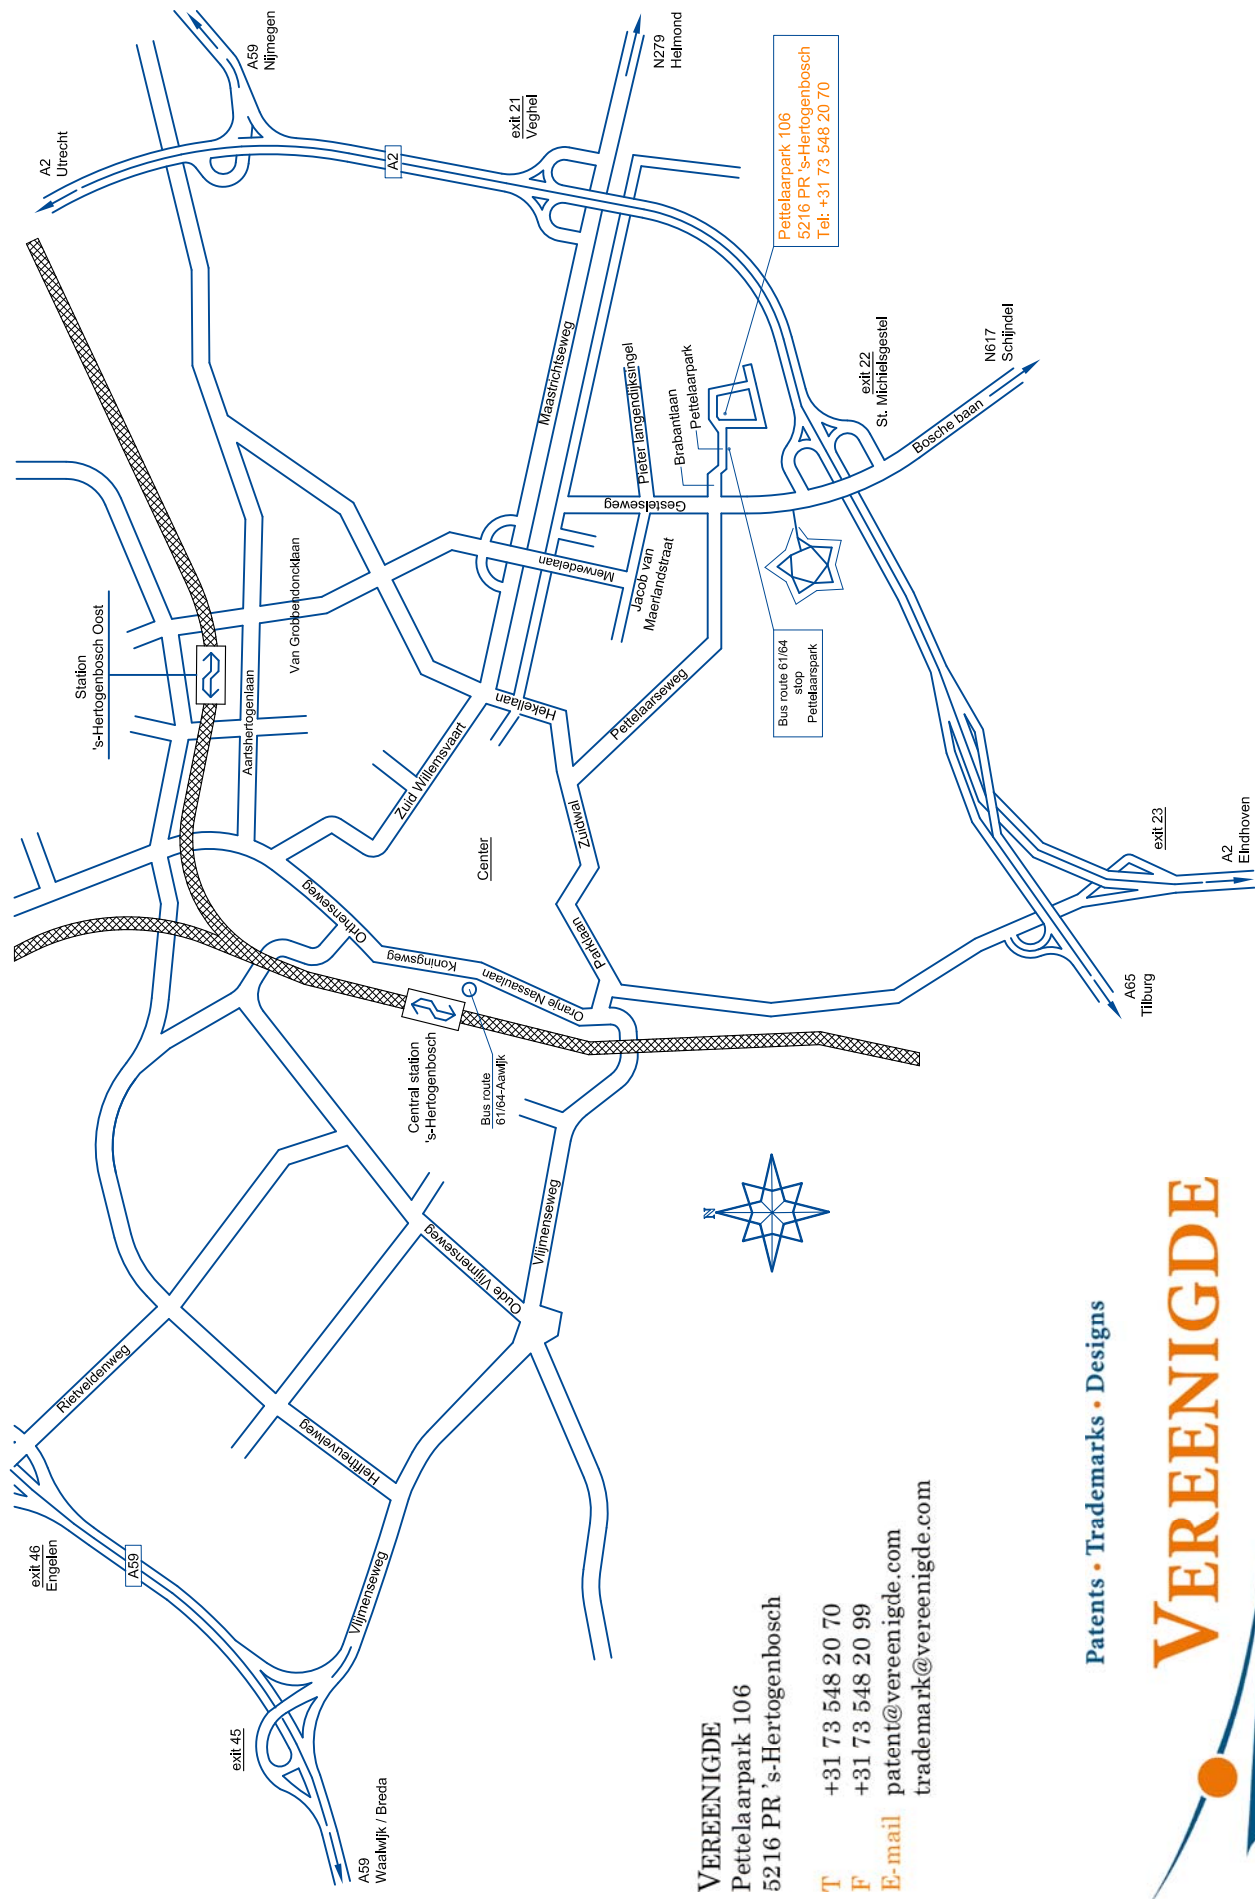 A59
Nijmegen
A2
Utrecht
exit 21
Veghel
A2
N279
Helmond
Pettelaarpark 106
5216 PR 's-Hertogenbosch
Tel: +31 73 548 20 70
Station
's-Hertogenbosch Oost
Van Grobbendoncklaan
Aartshertogenlaan
Maastrichtseweg
Pieter langendijksingel
Brabantlaan
Pettelaarpark
Gestelseweg
Merwedelaan
Jacob van
Maerlandstraat
exit 22
St. Michielsgestel
N617
Schijndel
Bosche baan
Bus route 61/64
stop
Pettelaarspark
Hekellaan
Pettelaarseweg
Zuid Willemsvaart
Zuidwal
Center
Orthenseweg
Koningsweg
Oranje Nassaulaan
Parklaan
exit 23
A2
Eindhoven
A65
Tilburg
Central station
's-Hertogenbosch
Bus route
61/64-Aawijk
Vlijmenseweg
Oude Vlijmenseweg
N
Rietveldenweg
Helftheuvelweg
exit 46
Engelen
A59
Vlijmenseweg
exit 45
A59
Waalwijk / Breda
VEREENIGDE
Pettelaarpark 106
5216 PR 's-Hertogenbosch
T +31 73 548 20 70
F +31 73 548 20 99
E-mail patent@vereenigde.com
trademark@vereenigde.com
Patents • Trademarks • Designs
VEREENIGDE